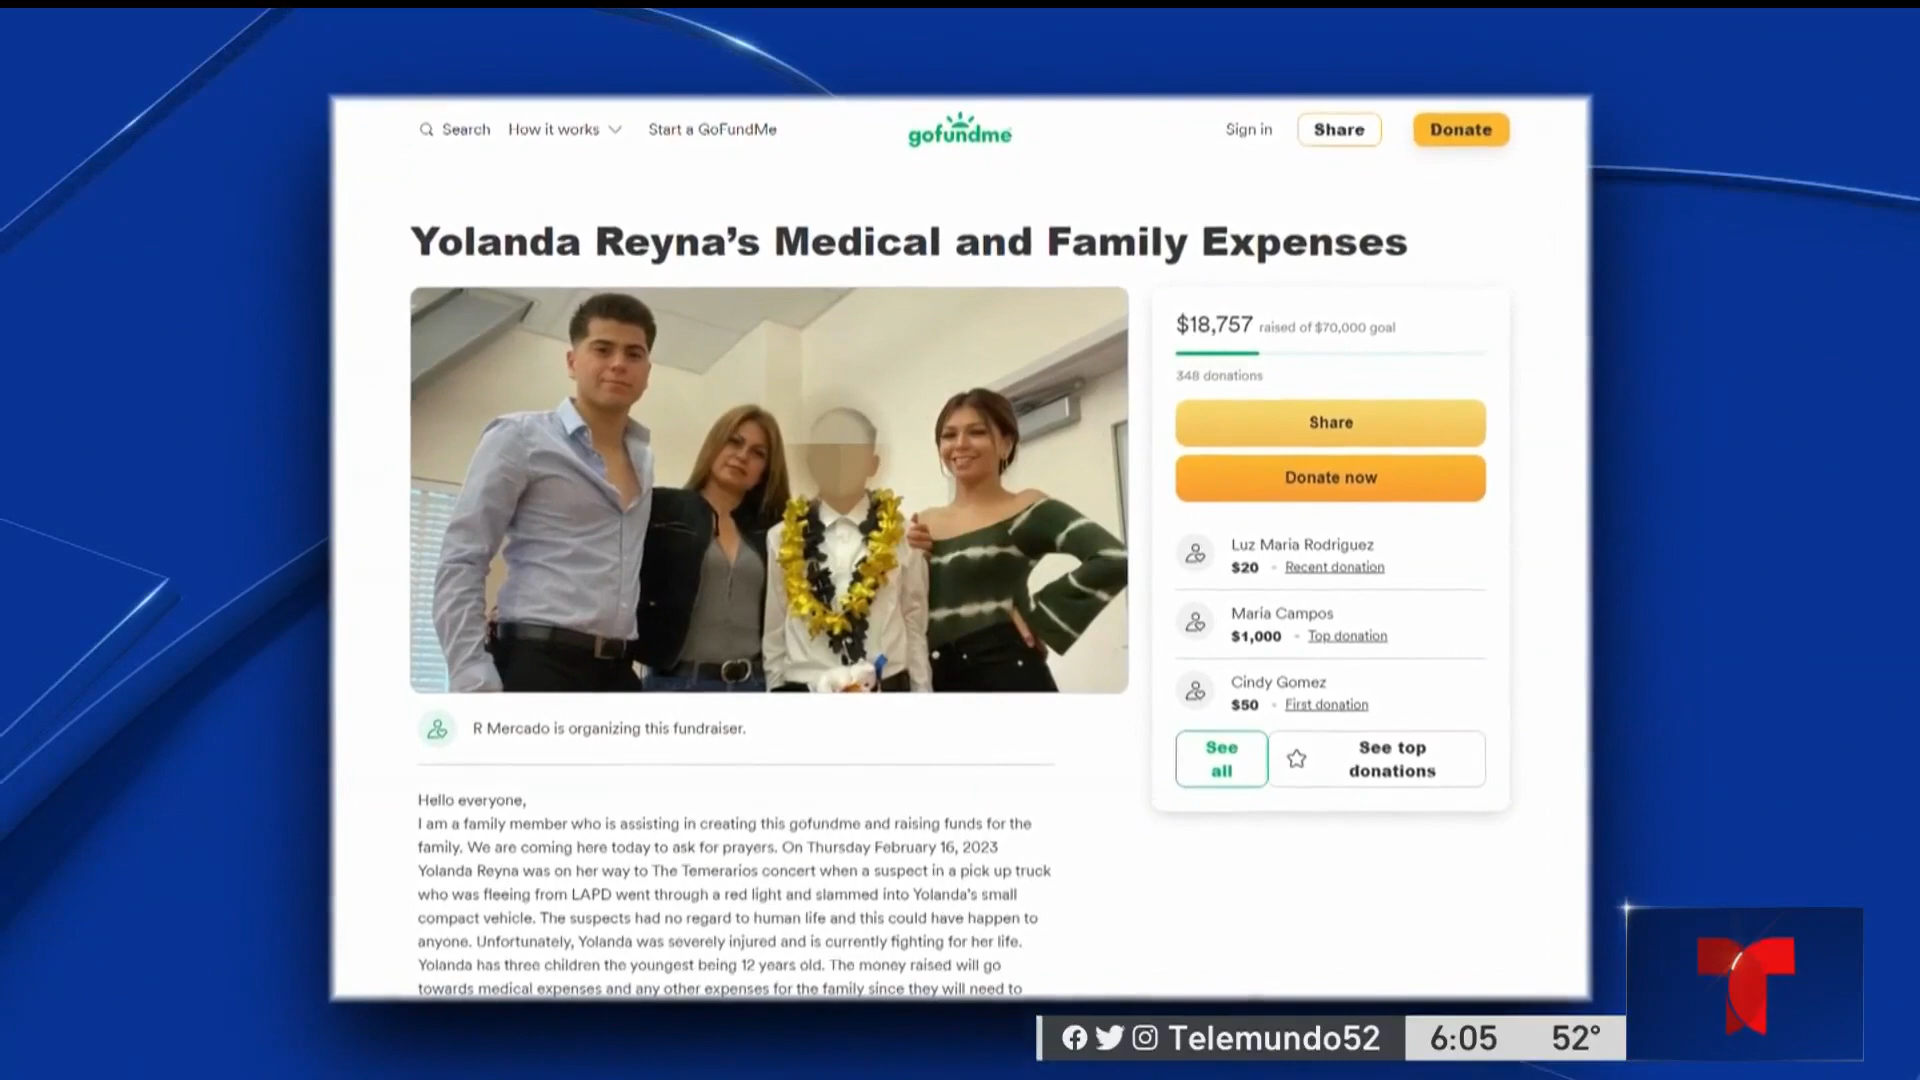 Search How it works Start a GoFundMe gofundme Sign in Share Donate
Yolanda Reyna's Medical and Family Expenses
$18,757 raised of $70,000 goal
348 donations
Share
Donate now
Luz Maria Rodriguez
$20 • Recent donation
Maria Campos
$1,000 • Top donation
Cindy Gomez
$50 • First donation
See all
See top donations
R Mercado is organizing this fundraiser.
Hello everyone,
I am a family member who is assisting in creating this gofundme and raising funds for the
family. We are coming here today to ask for prayers. On Thursday February 16, 2023
Yolanda Reyna was on her way to The Temerarios concert when a suspect in a pick up truck
who was fleeing from LAPD went through a red light and slammed into Yolanda's small
compact vehicle. The suspects had no regard to human life and this could have happen to
anyone. Unfortunately, Yolanda was severely injured and is currently fighting for her life.
Yolanda has three children the youngest being 12 years old. The money raised will go
towards medical expenses and any other expenses for the family since they will need to
Telemundo52 6:05 52°
T